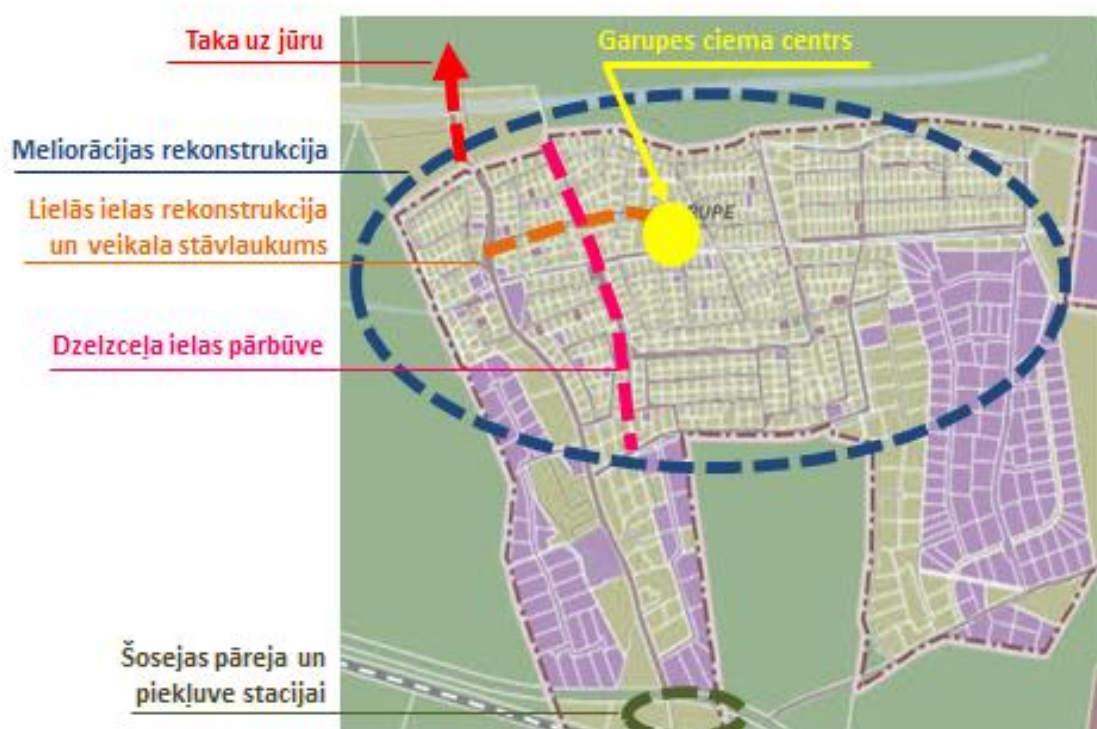 Taka uz jūru
Garupes ciema centrs
Meliorācijas rekonstrukcija
Lielās ielas rekonstrukcija
un veikala stāvlaukums
Dzelzceļa ielas pārbūve
Šosejas pāreja un
piekļuve stacijai